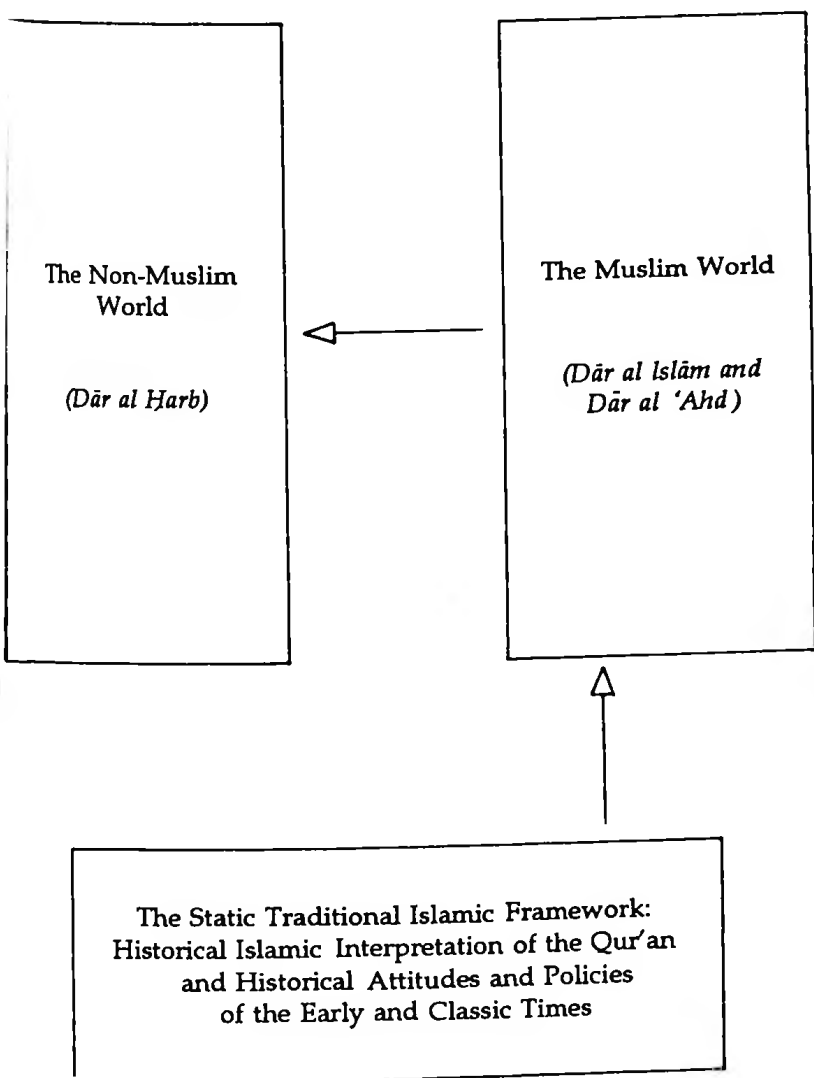 The Non-Muslim
World
(Dār al Ḥarb)
The Muslim World
(Dār al Islām and
Dār al ‘Ahd)
The Static Traditional Islamic Framework:
Historical Islamic Interpretation of the Qur'an
and Historical Attitudes and Policies
of the Early and Classic Times